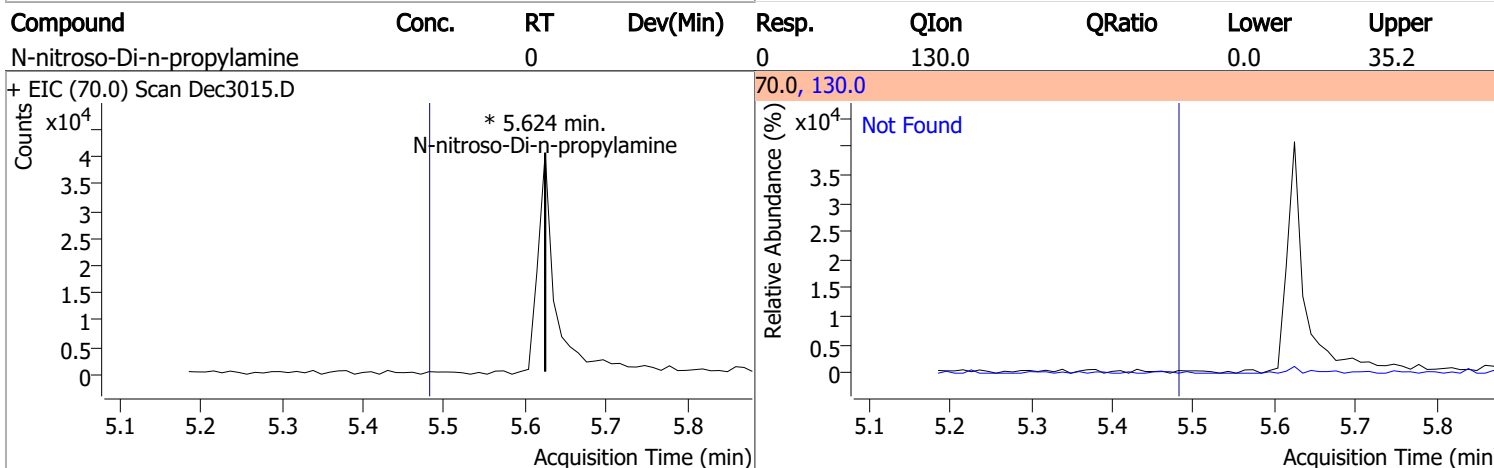 Compound Conc. RT Dev(Min) Resp. QIon QRatio Lower Upper
N-nitroso-Di-n-propylamine 0 0 130.0 0.0 35.2
+ EIC (70.0) Scan Dec3015.D
Counts
x10⁴
* 5.624 min.
N-nitroso-Di-n-propylamine
4
3.5
3
2.5
2
1.5
1
0.5
0
5.1 5.2 5.3 5.4 5.5 5.6 5.7 5.8
Acquisition Time (min)
70.0, 130.0
Relative Abundance (%)
x10⁴
Not Found
3.5
3
2.5
2
1.5
1
0.5
0
5.1 5.2 5.3 5.4 5.5 5.6 5.7 5.8
Acquisition Time (min